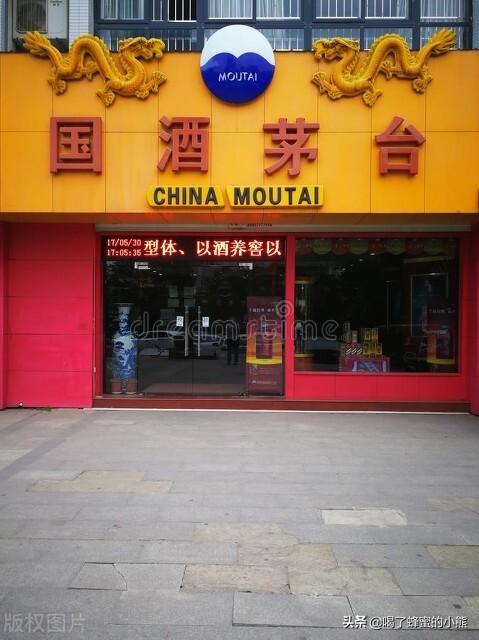 MOUTAI
国酒茅台
CHINA MOUTAI
17/05/30
17:05:35
型体、以酒养窖以
dreamstime
版权图片
头条 @喝了蜂蜜的小熊